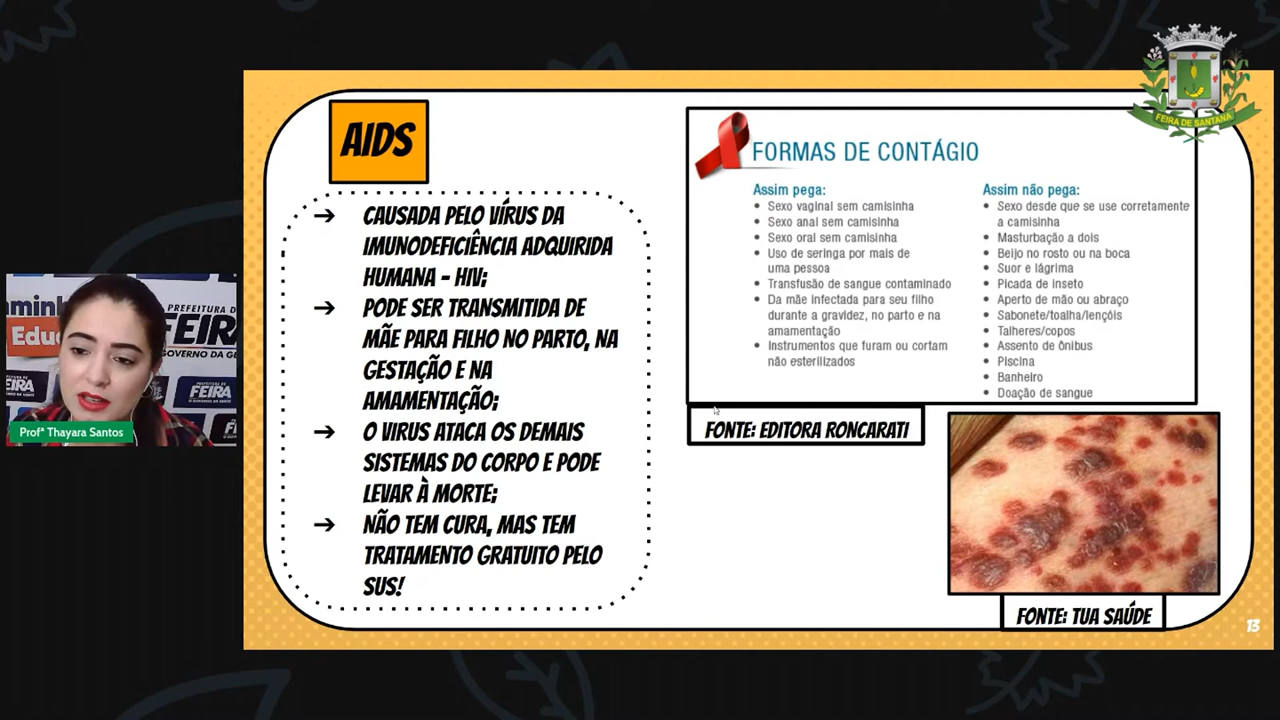 FEIRA DE SANTANA
AIDS
→ CAUSADA PELO VÍRUS DA
IMUNODEFICIÊNCIA ADQUIRIDA
HUMANA - HIV;
→ PODE SER TRANSMITIDA DE
MÃE PARA FILHO NO PARTO, NA
GESTAÇÃO E NA
AMAMENTAÇÃO;
→ O VIRUS ATACA OS DEMAIS
SISTEMAS DO CORPO E PODE
LEVAR À MORTE;
→ NÃO TEM CURA, MAS TEM
TRATAMENTO GRATUITO PELO
SUS!
FORMAS DE CONTÁGIO
Assim pega:
• Sexo vaginal sem camisinha
• Sexo anal sem camisinha
• Sexo oral sem camisinha
• Uso de seringa por mais de
uma pessoa
• Transfusão de sangue contaminado
• Da mãe infectada para seu filho
durante a gravidez, no parto e na
amamentação
• Instrumentos que furam ou cortam
não esterilizados
Assim não pega:
• Sexo desde que se use corretamente
a camisinha
• Masturbação a dois
• Beijo no rosto ou na boca
• Suor e lágrima
• Picada de inseto
• Aperto de mão ou abraço
• Sabonete/toalha/lençóis
• Talheres/copos
• Assento de ônibus
• Piscina
• Banheiro
• Doação de sangue
FONTE: EDITORA RONCARATI
FONTE: TUA SAÚDE
13
PREFEITURA DE
FEIRA
Edu
Profª Thayara Santos